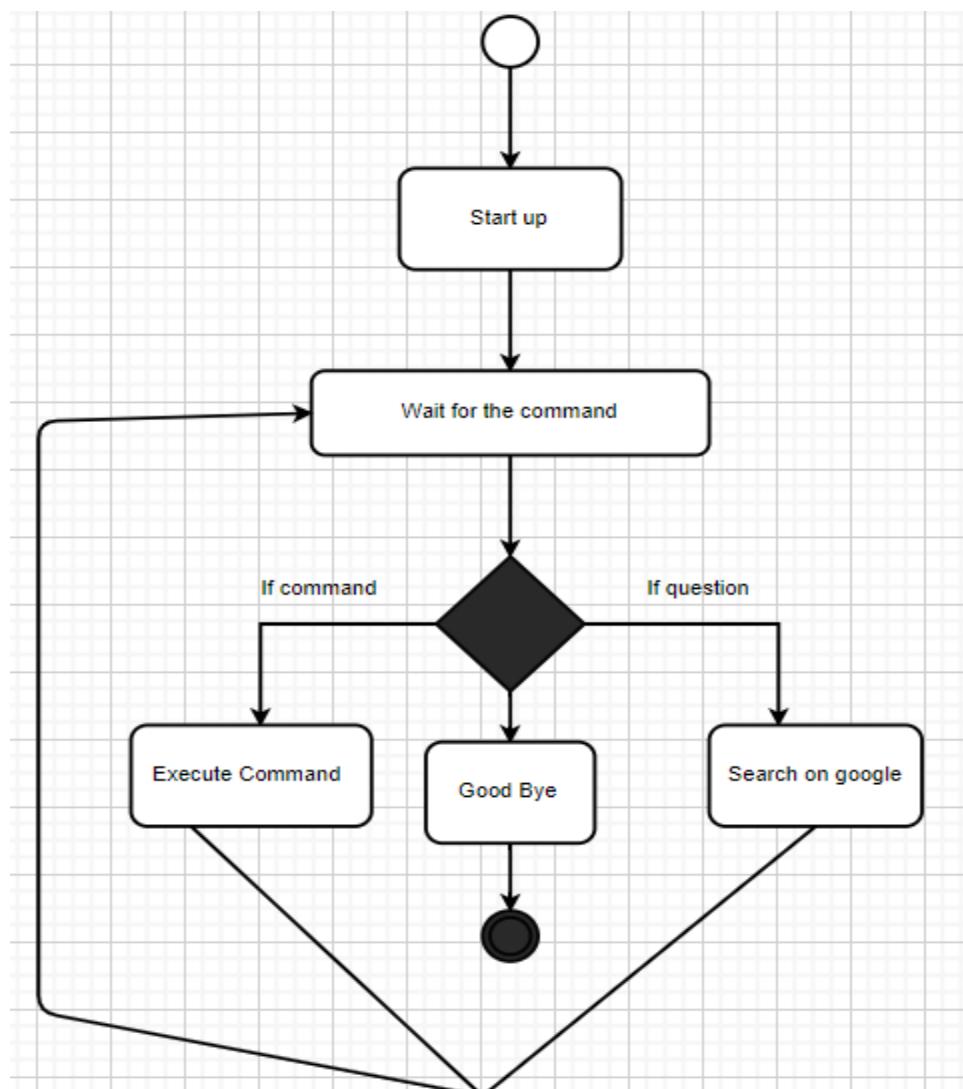 Start up
Wait for the command
If command
If question
Execute Command
Good Bye
Search on google